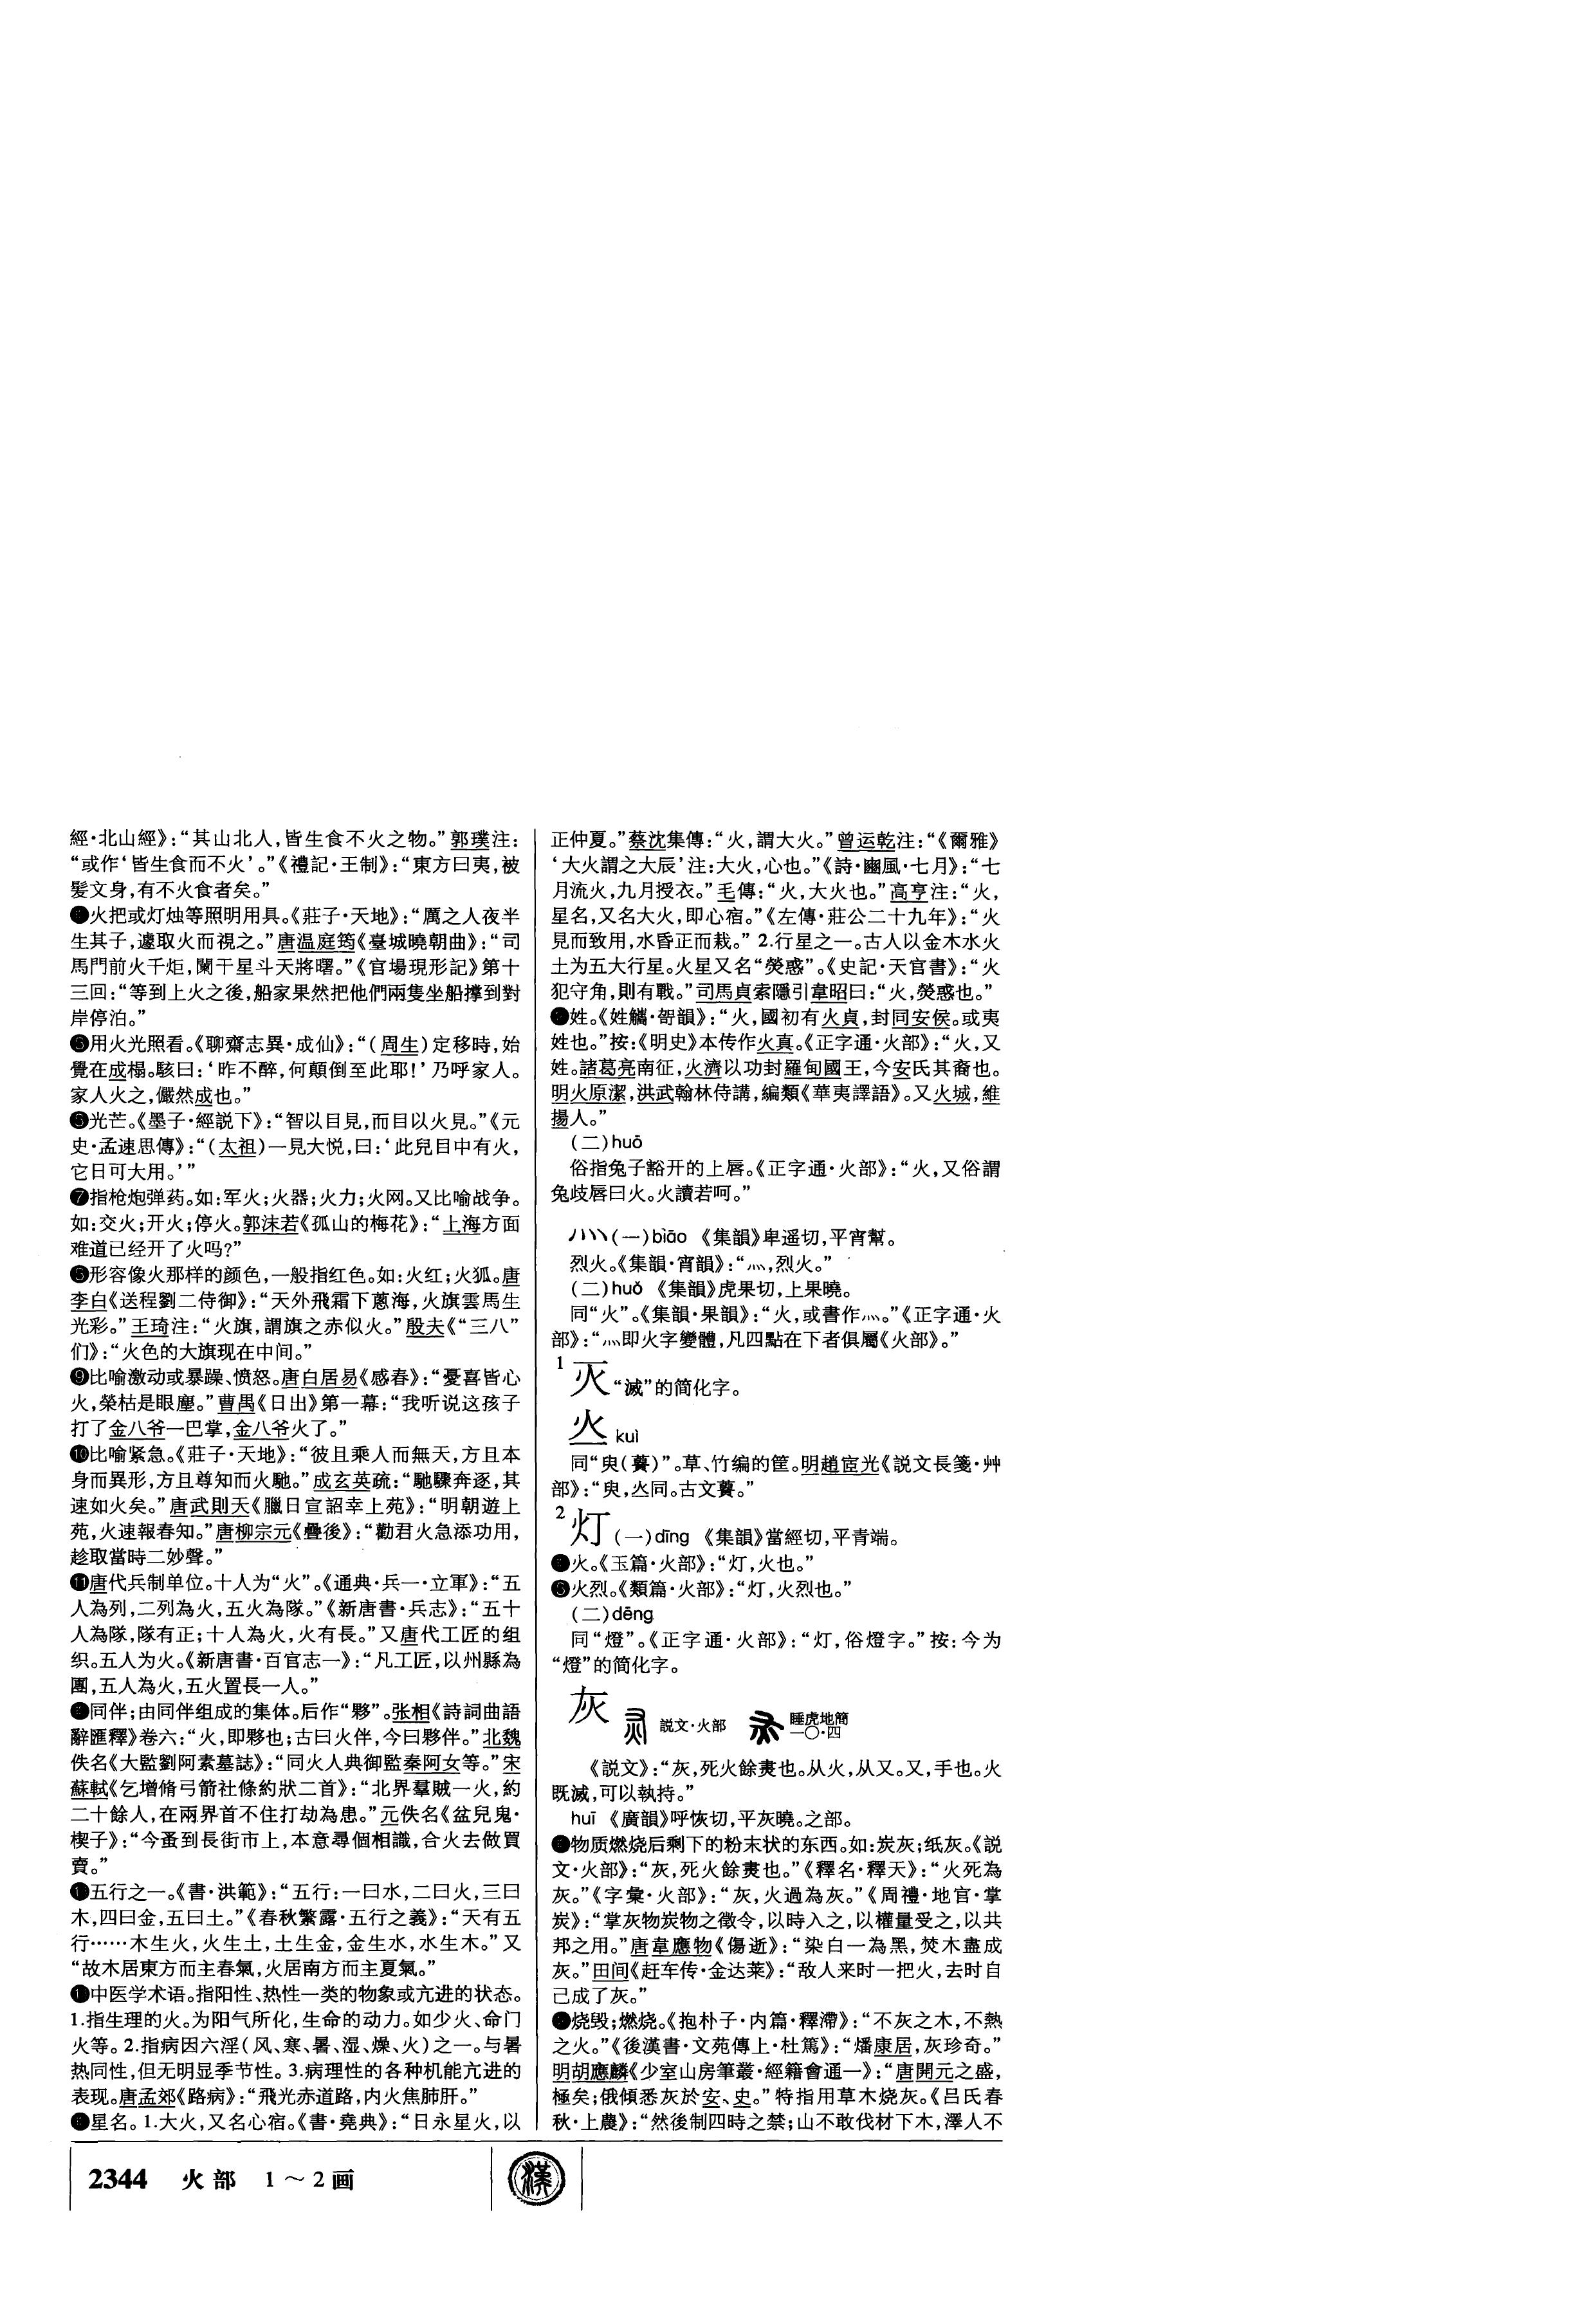 經·北山經》：“其山北人，皆生食不火之物。”郭璞注：
“或作‘皆生食而不火’。”《禮記·王制》：“東方曰夷，被
髮文身，有不火食者矣。”
火把或灯烛等照明用具。《莊子·天地》：“厲之人夜半
生其子，遽取火而視之。”唐温庭筠《臺城曉朝曲》：“司
馬門前火千炬，闌干星斗天將曙。”《官場現形記》第十
三回：“等到上火之後，船家果然把他們兩隻坐船撑到對
岸停泊。”
用火光照看。《聊齋志異·成仙》：“（周生）定移時，始
覺在成榻。駭曰：‘昨不醉，何顛倒至此耶！’乃呼家人。
家人火之，儼然成也。”
光芒。《墨子·經説下》：“智以目見，而目以火見。”《元
史·孟速思傳》：“（太祖）一見大悦，曰：‘此兒目中有火，
它日可大用。’”
❼指枪炮弹药。如：军火；火器；火力；火网。又比喻战争。
如：交火；开火；停火。郭沫若《孤山的梅花》：“上海方面
难道已经开了火吗？”
形容像火那样的颜色，一般指红色。如：火红；火狐。唐
李白《送程劉二侍御》：“天外飛霜下蔥海，火旗雲馬生
光彩。”王琦注：“火旗，謂旗之赤似火。”殷夫《“三八”
们》：“火色的大旗现在中间。”
❾比喻激动或暴躁、愤怒。唐白居易《感春》：“憂喜皆心
火，榮枯是眼塵。”曹禺《日出》第一幕：“我听说这孩子
打了金八爷一巴掌，金八爷火了。”
❿比喻紧急。《莊子·天地》：“彼且乘人而無天，方且本
身而異形，方且尊知而火馳。”成玄英疏：“馳驟奔逐，其
速如火矣。”唐武則天《臘日宣詔幸上苑》：“明朝遊上
苑，火速報春知。”唐柳宗元《疊後》：“勸君火急添功用，
趁取當時二妙聲。”
⓫唐代兵制单位。十人为“火”。《通典·兵一·立軍》：“五
人為列，二列為火，五火為隊。”《新唐書·兵志》：“五十
人為隊，隊有正；十人為火，火有長。”又唐代工匠的组
织。五人为火。《新唐書·百官志一》：“凡工匠，以州縣為
團，五人為火，五火置長一人。”
同伴；由同伴组成的集体。后作“夥”。张相《詩詞曲語
辭匯釋》卷六：“火，即夥也；古曰火伴，今曰夥伴。”北魏
佚名《大監劉阿素墓誌》：“同火人典御監秦阿女等。”宋
蘇軾《乞增脩弓箭社條約狀二首》：“北界羣賊一火，約
二十餘人，在兩界首不住打劫為患。”元佚名《盆兒鬼·
楔子》：“今蚤到長街市上，本意尋個相識，合火去做買
賣。”
五行之一。《書·洪範》：“五行：一曰水，二曰火，三曰
木，四曰金，五曰土。”《春秋繁露·五行之義》：“天有五
行……木生火，火生土，土生金，金生水，水生木。”又
“故木居東方而主春氣，火居南方而主夏氣。”
中医学术语。指阳性、热性一类的物象或亢进的状态。
1.指生理的火。为阳气所化，生命的动力。如少火、命门
火等。2.指病因六淫（风、寒、暑、湿、燥、火）之一。与暑
热同性，但无明显季节性。3.病理性的各种机能亢进的
表现。唐孟郊《路病》：“飛光赤道路，内火焦肺肝。”
星名。1.大火，又名心宿。《書·堯典》：“日永星火，以
正仲夏。”蔡沈集傳：“火，謂大火。”曾运乾注：“《爾雅》
‘大火謂之大辰’注：大火，心也。”《詩·豳風·七月》：“七
月流火，九月授衣。”毛傳：“火，大火也。”高亨注：“火，
星名，又名大火，即心宿。”《左傳·莊公二十九年》：“火
見而致用，水昏正而栽。”2.行星之一。古人以金木水火
土为五大行星。火星又名“熒惑”。《史記·天官書》：“火
犯守角，則有戰。”司馬貞索隱引韋昭曰：“火，熒惑也。”
姓。《姓觿·哿韻》：“火，國初有火貞，封同安侯。或夷
姓也。”按：《明史》本传作火真。《正字通·火部》：“火，又
姓。諸葛亮南征，火濟以功封羅甸國王，今安氏其裔也。
明火原潔，洪武翰林侍講，編類《華夷譯語》。又火城，維
揚人。”
（二）huō
俗指兔子豁开的上唇。《正字通·火部》：“火，又俗謂
兔歧唇曰火。火讀若呵。”
灬（一）biāo 《集韻》卑遥切，平宵幫。
烈火。《集韻·宵韻》：“灬，烈火。”
（二）huǒ 《集韻》虎果切，上果曉。
同“火”。《集韻·果韻》：“火，或書作灬。”《正字通·火
部》：“灬即火字變體，凡四點在下者俱屬《火部》。”
1 灭 “滅”的简化字。
kuì
同“臾（蕢）”。草、竹编的筐。明趙宧光《説文長箋·艸
部》：“臾，同。古文蕢。”
2 灯（一）dīng 《集韻》當經切，平青端。
火。《玉篇·火部》：“灯，火也。”
火烈。《類篇·火部》：“灯，火烈也。”
（二）dēng
同“燈”。《正字通·火部》：“灯，俗燈字。”按：今为
“燈”的简化字。
灰 説文·火部 睡虎地簡一〇·四
《説文》：“灰，死火餘㶳也。从火，从又。又，手也。火
既滅，可以執持。”
huī 《廣韻》呼恢切，平灰曉。之部。
物质燃烧后剩下的粉末状的东西。如：炭灰；纸灰。《説
文·火部》：“灰，死火餘㶳也。”《釋名·釋天》：“火死為
灰。”《字彙·火部》：“灰，火過為灰。”《周禮·地官·掌
炭》：“掌灰物炭物之徵令，以時入之，以權量受之，以共
邦之用。”唐韋應物《傷逝》：“染白一為黑，焚木盡成
灰。”田间《赶车传·金达莱》：“敌人来时一把火，去时自
己成了灰。”
烧毁；燃烧。《抱朴子·内篇·釋滯》：“不灰之木，不熱
之火。”《後漢書·文苑傳上·杜篤》：“燔康居，灰珍奇。”
明胡應麟《少室山房筆叢·經籍會通一》：“唐開元之盛，
極矣；俄傾悉灰於安、史。”特指用草木烧灰。《吕氏春
秋·上農》：“然後制四時之禁：山不敢伐材下木，澤人不
2344 火部 1～2画
漢